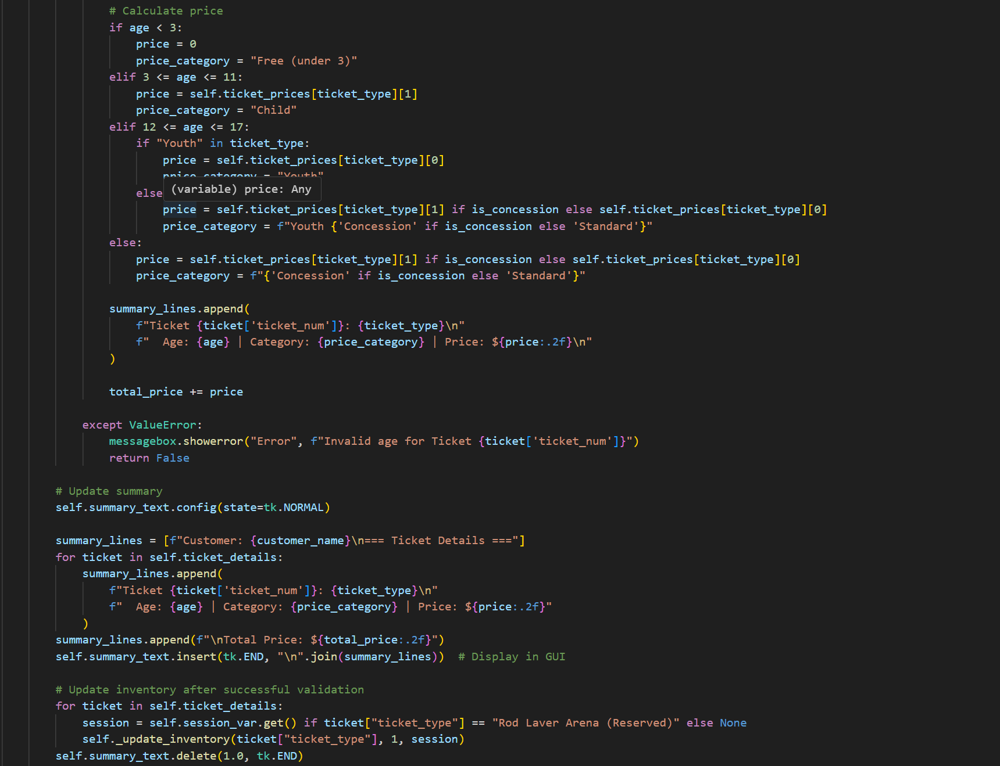 # Calculate price
if age < 3:
price = 0
price_category = "Free (under 3)"
elif 3 <= age <= 11:
price = self.ticket_prices[ticket_type][1]
price_category = "Child"
elif 12 <= age <= 17:
if "Youth" in ticket_type:
price = self.ticket_prices[ticket_type][0]
price_category = "Youth"
(variable) price: Any
else
price = self.ticket_prices[ticket_type][1] if is_concession else self.ticket_prices[ticket_type][0]
price_category = f"Youth {'Concession' if is_concession else 'Standard'}"
else:
price = self.ticket_prices[ticket_type][1] if is_concession else self.ticket_prices[ticket_type][0]
price_category = f"{'Concession' if is_concession else 'Standard'}"
summary_lines.append(
f"Ticket {ticket['ticket_num']}: {ticket_type}\n"
f"  Age: {age} | Category: {price_category} | Price: ${price:.2f}\n"
)
total_price += price
except ValueError:
messagebox.showerror("Error", f"Invalid age for Ticket {ticket['ticket_num']}")
return False
# Update summary
self.summary_text.config(state=tk.NORMAL)
summary_lines = [f"Customer: {customer_name}\n=== Ticket Details ==="]
for ticket in self.ticket_details:
summary_lines.append(
f"Ticket {ticket['ticket_num']}: {ticket_type}\n"
f"  Age: {age} | Category: {price_category} | Price: ${price:.2f}"
)
summary_lines.append(f"\nTotal Price: ${total_price:.2f}")
self.summary_text.insert(tk.END, "\n".join(summary_lines))  # Display in GUI
# Update inventory after successful validation
for ticket in self.ticket_details:
session = self.session_var.get() if ticket["ticket_type"] == "Rod Laver Arena (Reserved)" else None
self._update_inventory(ticket["ticket_type"], 1, session)
self.summary_text.delete(1.0, tk.END)